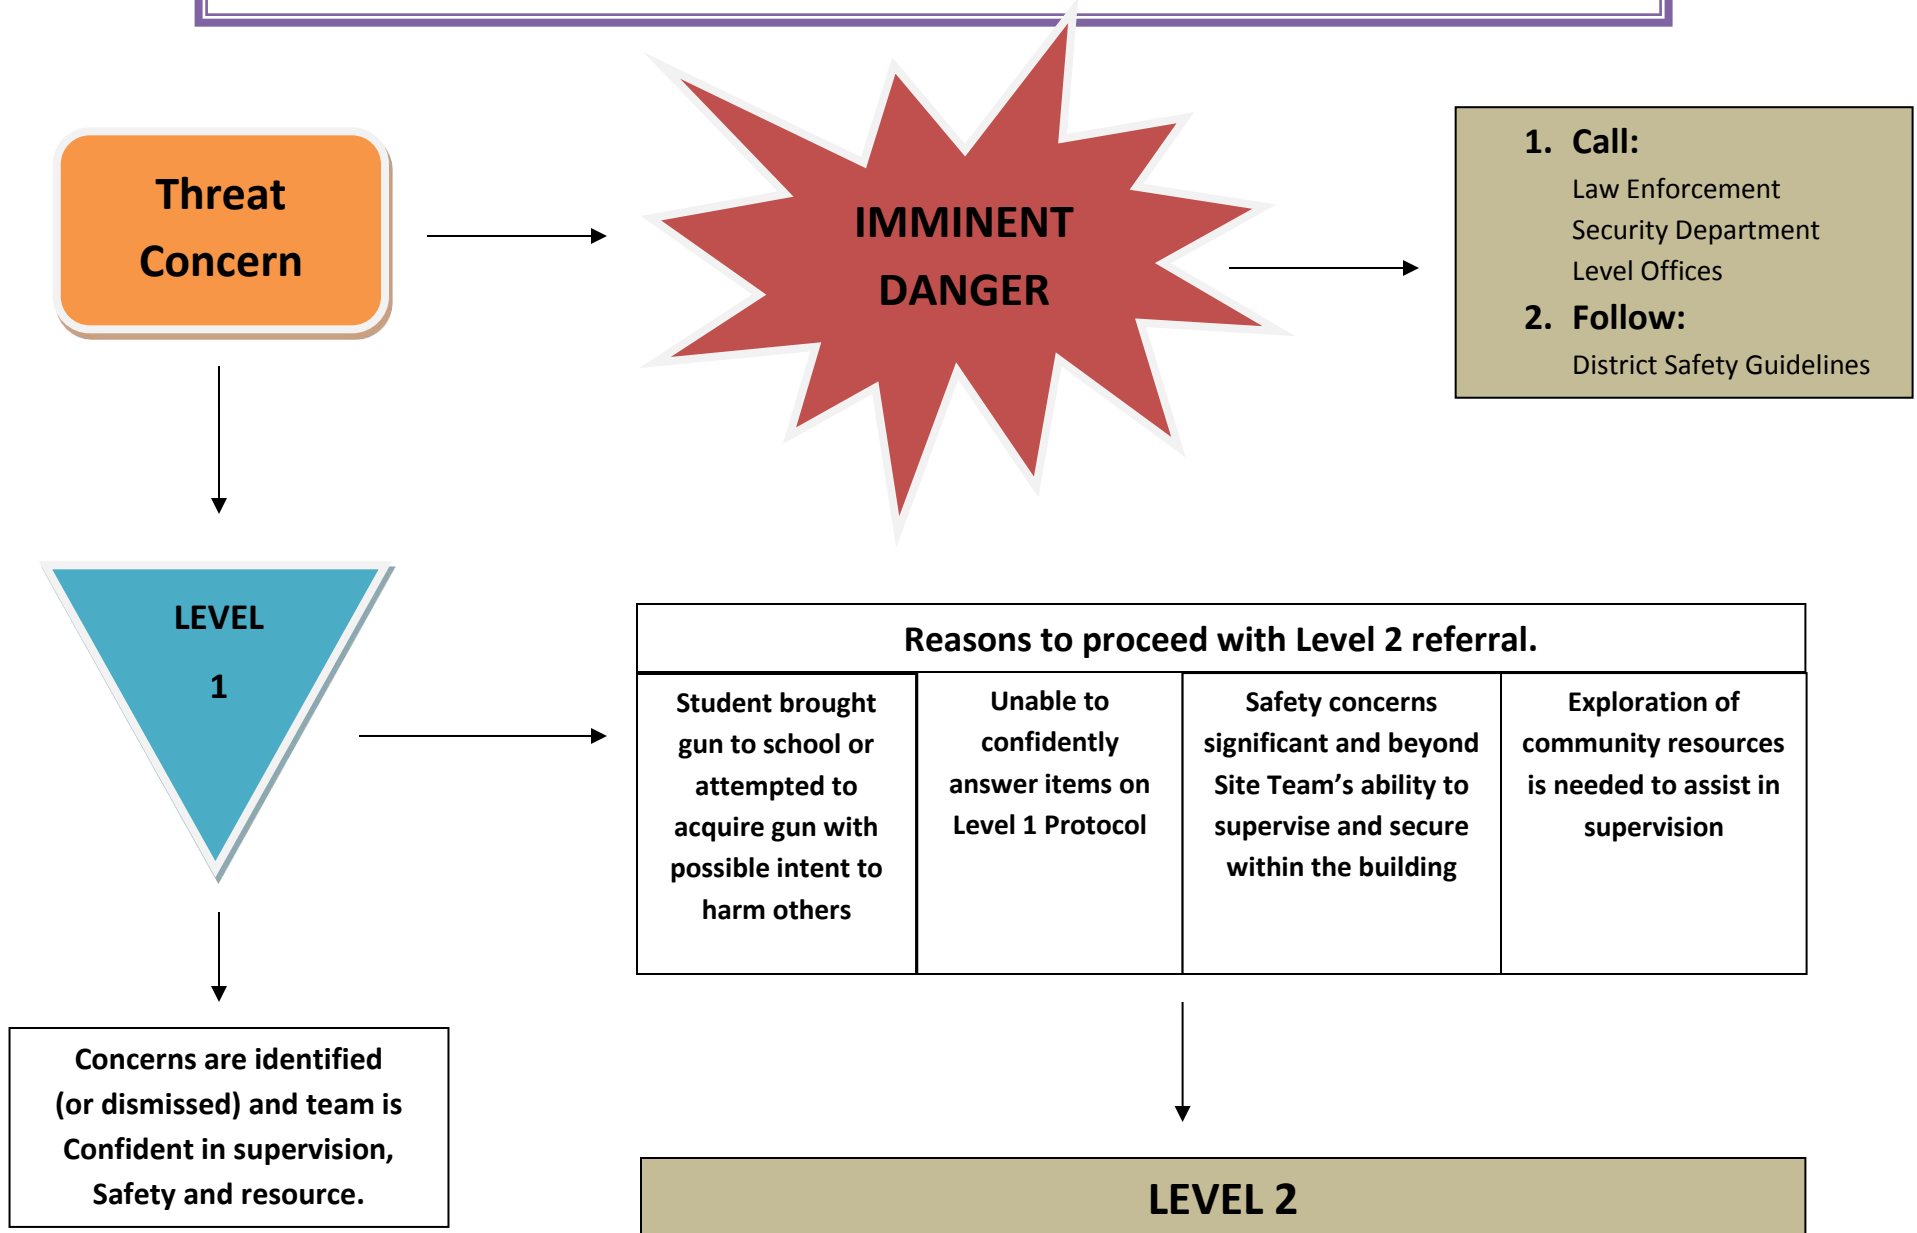 Threat
Concern
IMMINENT
DANGER
1. Call:
Law Enforcement
Security Department
Level Offices
2. Follow:
District Safety Guidelines
LEVEL
1
Reasons to proceed with Level 2 referral.
Student brought
gun to school or
attempted to
acquire gun with
possible intent to
harm others
Unable to
confidently
answer items on
Level 1 Protocol
Safety concerns
significant and beyond
Site Team’s ability to
supervise and secure
within the building
Exploration of
community resources
is needed to assist in
supervision
Concerns are identified
(or dismissed) and team is
Confident in supervision,
Safety and resource.
LEVEL 2